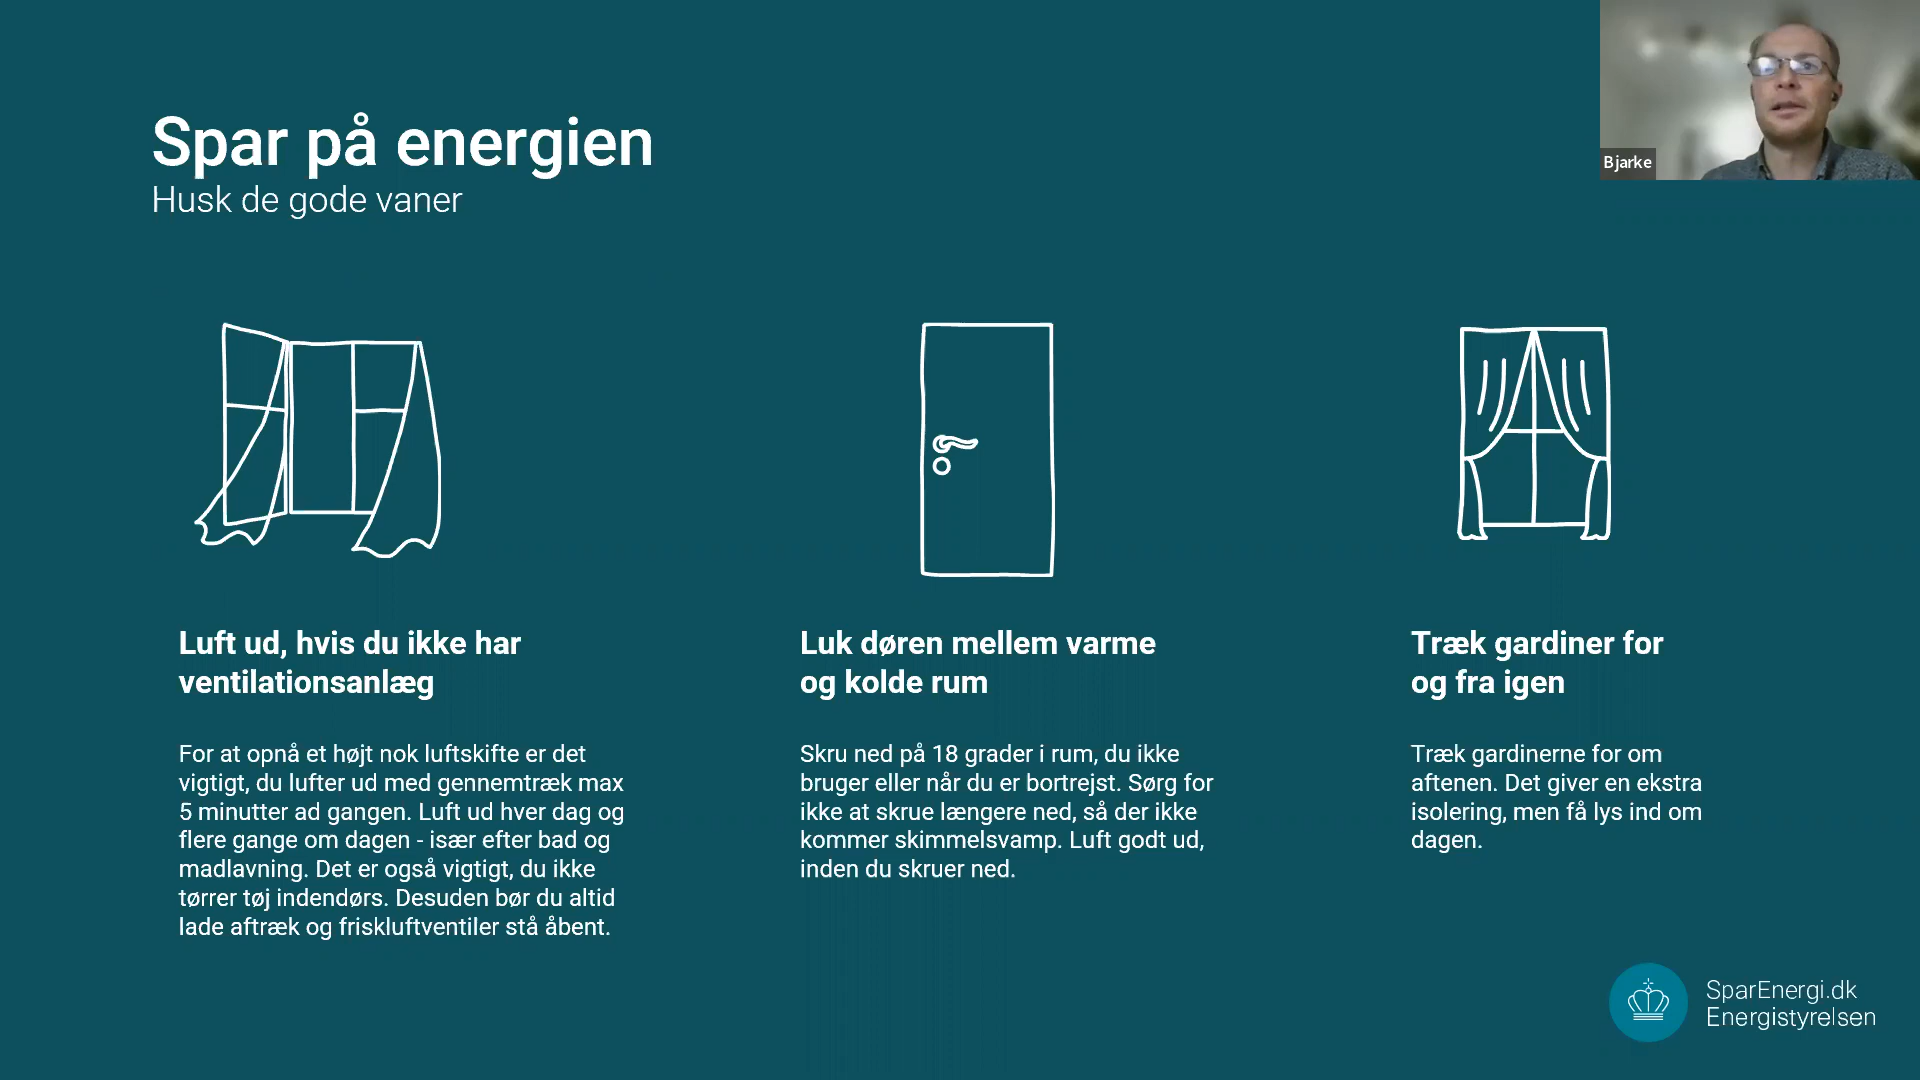 Spar på energien
Husk de gode vaner
Bjarke
Luft ud, hvis du ikke har
ventilationsanlæg
For at opnå et højt nok luftskifte er det
vigtigt, du lufter ud med gennemtræk max
5 minutter ad gangen. Luft ud hver dag og
flere gange om dagen - især efter bad og
madlavning. Det er også vigtigt, du ikke
tørrer tøj indendørs. Desuden bør du altid
lade aftræk og friskluftventiler stå åbent.
Luk døren mellem varme
og kolde rum
Skru ned på 18 grader i rum, du ikke
bruger eller når du er bortrejst. Sørg for
ikke at skrue længere ned, så der ikke
kommer skimmelsvamp. Luft godt ud,
inden du skruer ned.
Træk gardiner for
og fra igen
Træk gardinerne for om
aftenen. Det giver en ekstra
isolering, men få lys ind om
dagen.
SparEnergi.dk
Energistyrelsen